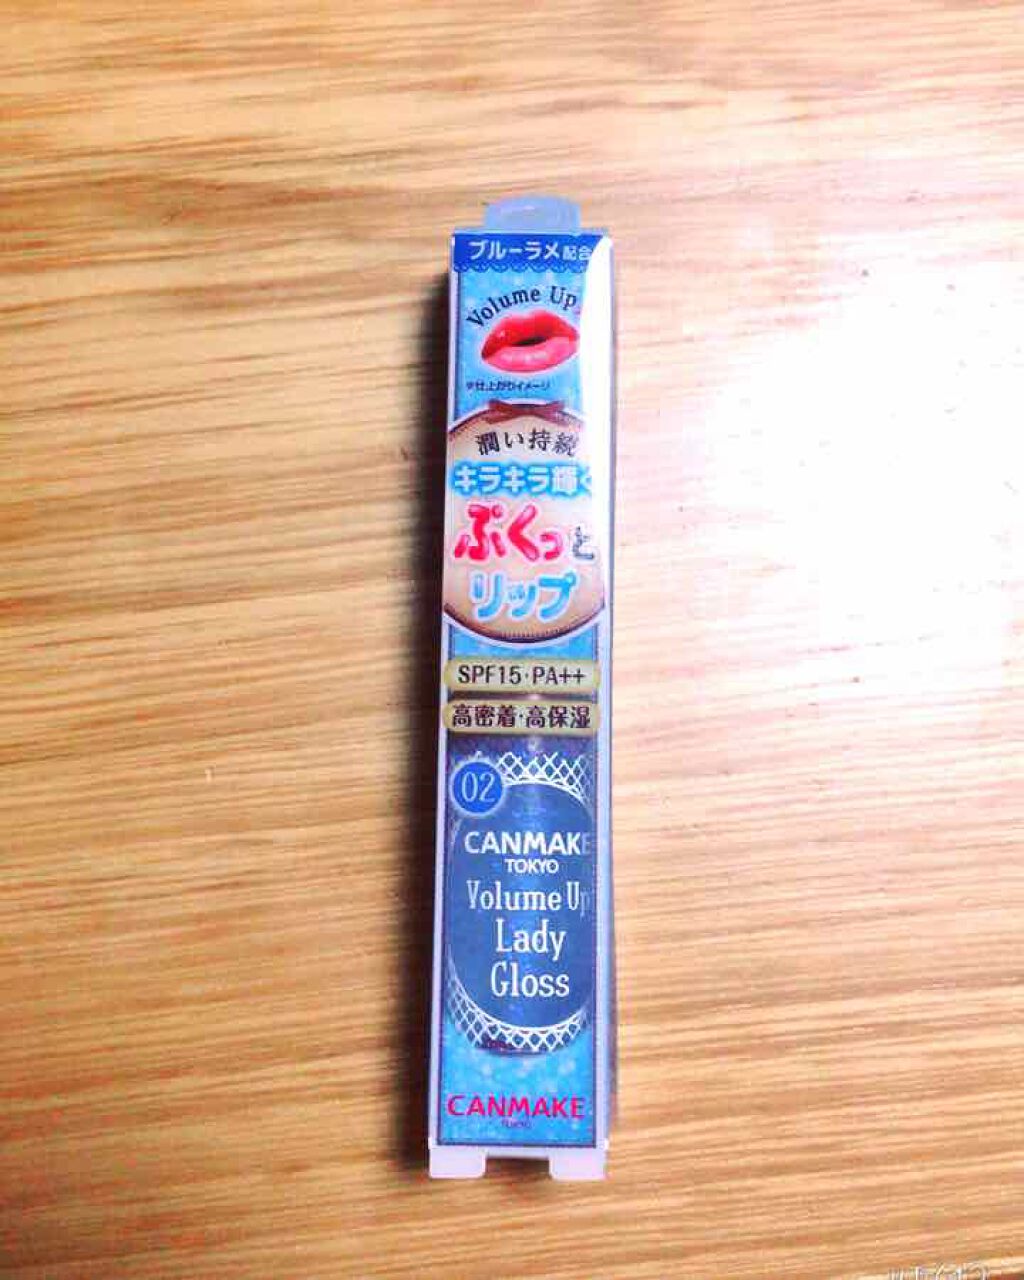 ブルーラメ配合
Volume Up
※仕上がりイメージ
潤い持続
キラキラ輝く
ぷくっと
リップ
SPF15・PA++
高密着・高保湿
02
CANMAKE
TOKYO
Volume Up
Lady
Gloss
CANMAKE
TOKYO